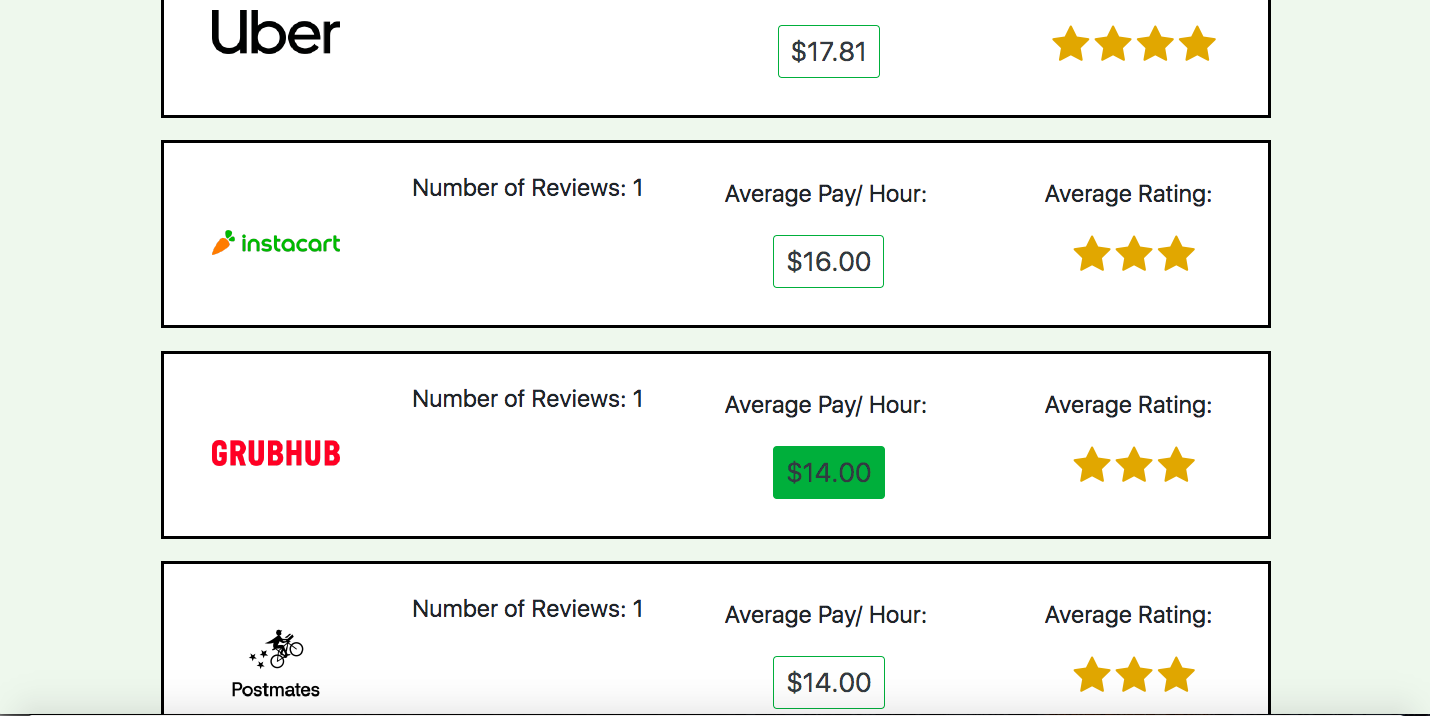 Uber
$17.81
Number of Reviews: 1
Average Pay/ Hour:
Average Rating:
instacart
$16.00
Number of Reviews: 1
Average Pay/ Hour:
Average Rating:
GRUBHUB
$14.00
Number of Reviews: 1
Average Pay/ Hour:
Average Rating:
Postmates
$14.00